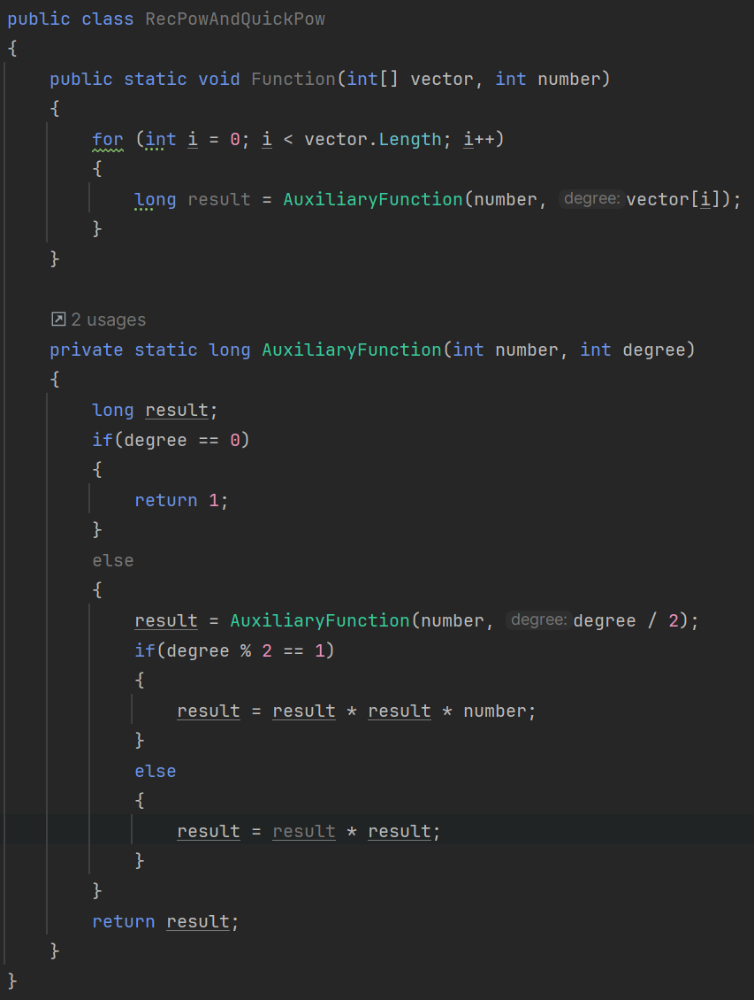 public class RecPowAndQuickPow
{
    public static void Function(int[] vector, int number)
    {
        for (int i = 0; i < vector.Length; i++)
        {
            long result = AuxiliaryFunction(number, degree: vector[i]);
        }
    }

    2 usages
    private static long AuxiliaryFunction(int number, int degree)
    {
        long result;
        if(degree == 0)
        {
            return 1;
        }
        else
        {
            result = AuxiliaryFunction(number, degree: degree / 2);
            if(degree % 2 == 1)
            {
                result = result * result * number;
            }
            else
            {
                result = result * result;
            }
        }
        return result;
    }
}